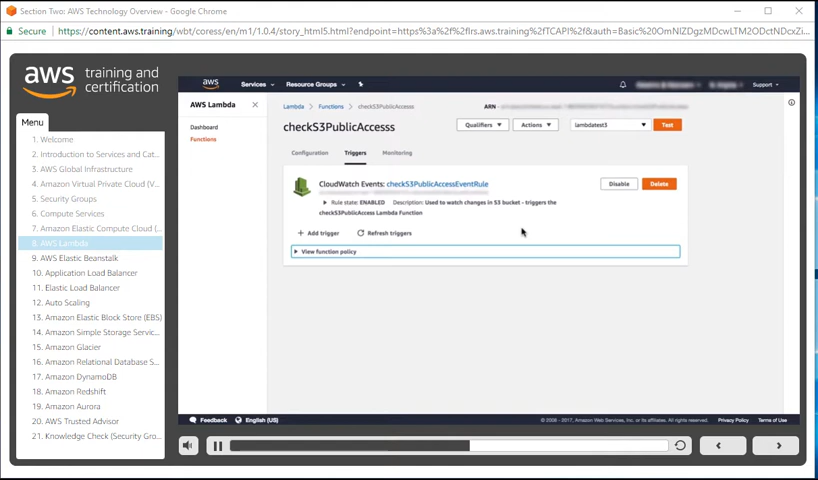 Section Two: AWS Technology Overview - Google Chrome
Secure https://content.aws.training/wbt/coress/en/m1/1.0.4/story_html5.html?endpoint=https%3a%2f%2flrs.aws.training%2fTCAPI%2f&auth=Basic%20OmNlZDgzMDcwLTM2ODctNDcxZi
aws training and
certification
Menu
1. Welcome
2. Introduction to Services and Cat...
3. AWS Global Infrastructure
4. Amazon Virtual Private Cloud (V...
5. Security Groups
6. Compute Services
7. Amazon Elastic Compute Cloud (...
8. AWS Lambda
9. AWS Elastic Beanstalk
10. Application Load Balancer
11. Elastic Load Balancer
12. Auto Scaling
13. Amazon Elastic Block Store (EBS)
14. Amazon Simple Storage Servic...
15. Amazon Glacier
16. Amazon Relational Database S...
17. Amazon DynamoDB
18. Amazon Redshift
19. Amazon Aurora
20. AWS Trusted Advisor
21. Knowledge Check (Security Gro...
aws Services Resource Groups Support
AWS Lambda
Dashboard
Functions
Lambda Functions checkS3PublicAccesss ARN -
checkS3PublicAccesss
Qualifiers Actions lambdatest3 Test
Configuration Triggers Monitoring
CloudWatch Events: checkS3PublicAccessEventRule Disable Delete
Rule state: ENABLED Description: Used to watch changes in S3 bucket - triggers the
checkS3PublicAccess Lambda Function
Add trigger Refresh triggers
View function policy
Feedback English (US) © 2008 - 2017, Amazon Web Services, Inc. or its affiliates. All rights reserved. Privacy Policy Terms of Use